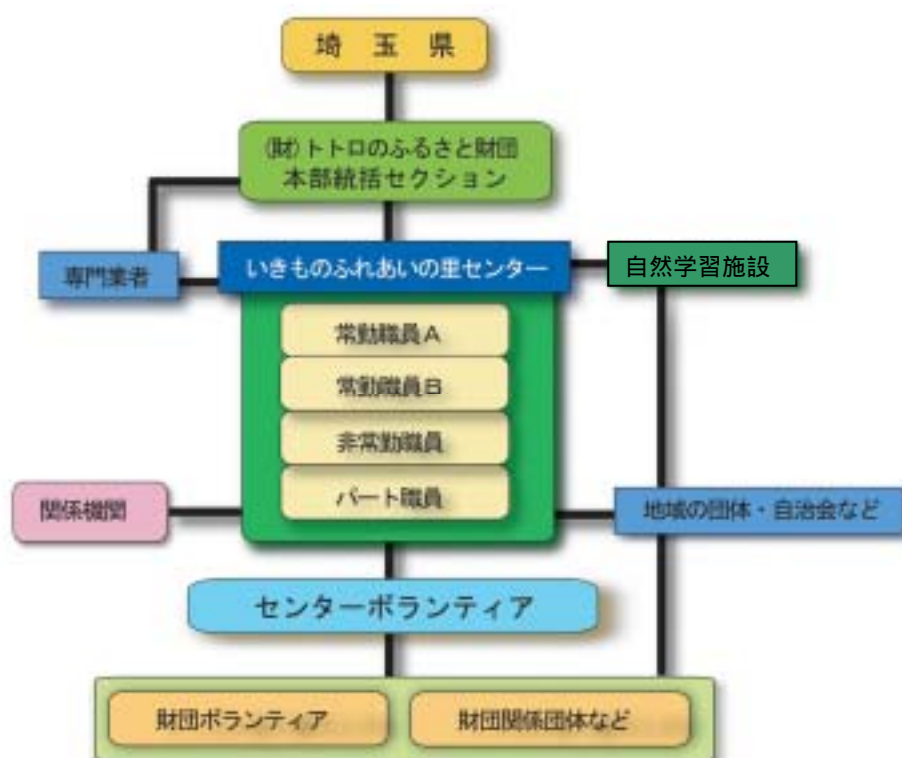 埼 玉 県
(財)トトロのふるさと財団
本部統括セクション
専門業者
いきものふれあいの里センター
自然学習施設
常勤職員A
常勤職員B
非常勤職員
パート職員
関係機関
地域の団体・自治会など
センターボランティア
財団ボランティア
財団関係団体など